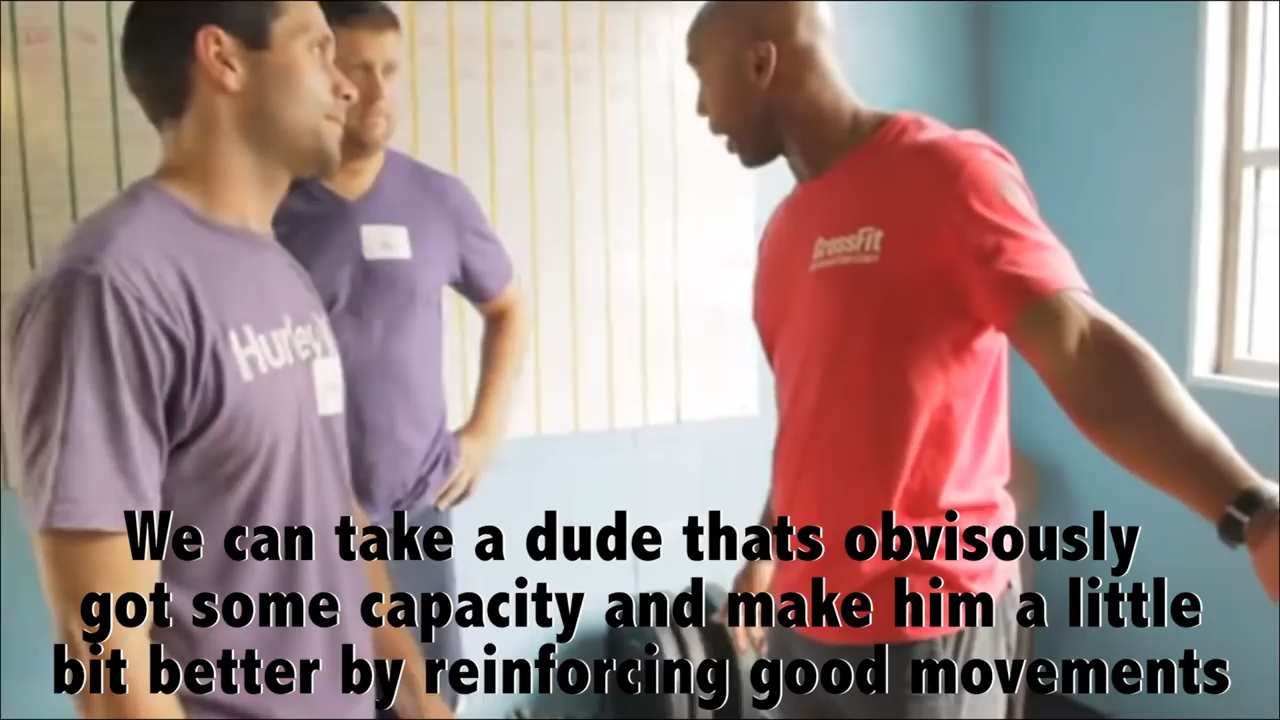 Hurley
CrossFit
We can take a dude thats obvisously
got some capacity and make him a little
bit better by reinforcing good movements